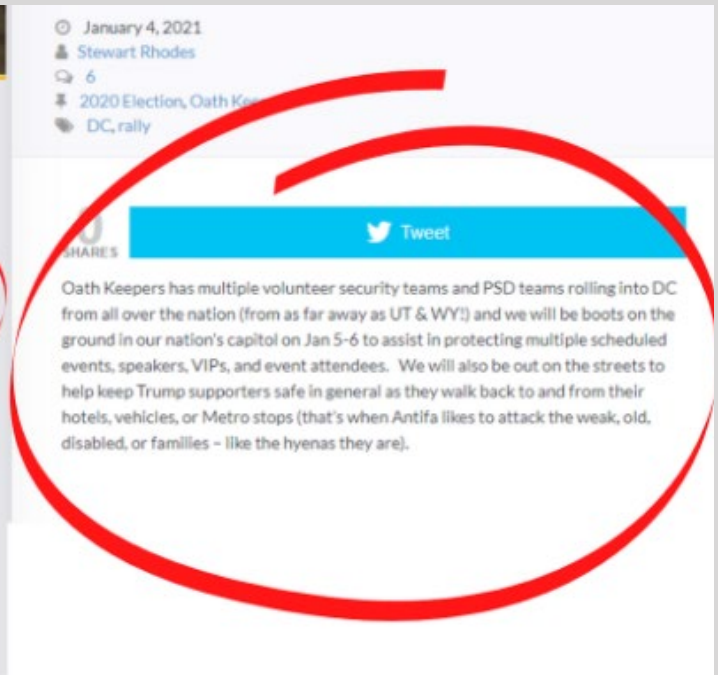 January 4, 2021
Stewart Rhodes
6
2020 Election, Oath
DC, rally
0
SHARES
Tweet
Oath Keepers has multiple volunteer security teams and PSD teams rolling into DC
from all over the nation (from as far away as UT & WY!) and we will be boots on the
ground in our nation's capitol on Jan 5-6 to assist in protecting multiple scheduled
events, speakers, VIPs, and event attendees. We will also be out on the streets to
help keep Trump supporters safe in general as they walk back to and from their
hotels, vehicles, or Metro stops (that's when Antifa likes to attack the weak, old,
disabled, or families – like the hyenas they are).